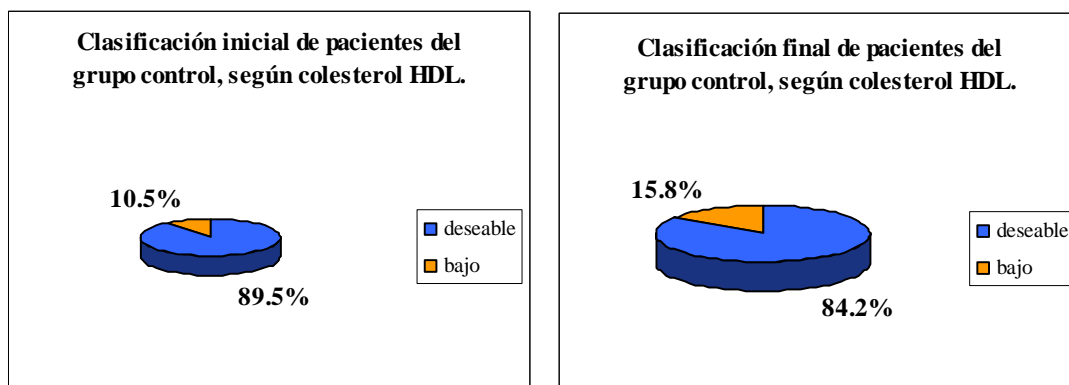 Clasificación inicial de pacientes del
grupo control, según colesterol HDL.
10.5%
89.5%
deseable
bajo
Clasificación final de pacientes del
grupo control, según colesterol HDL.
15.8%
84.2%
deseable
bajo